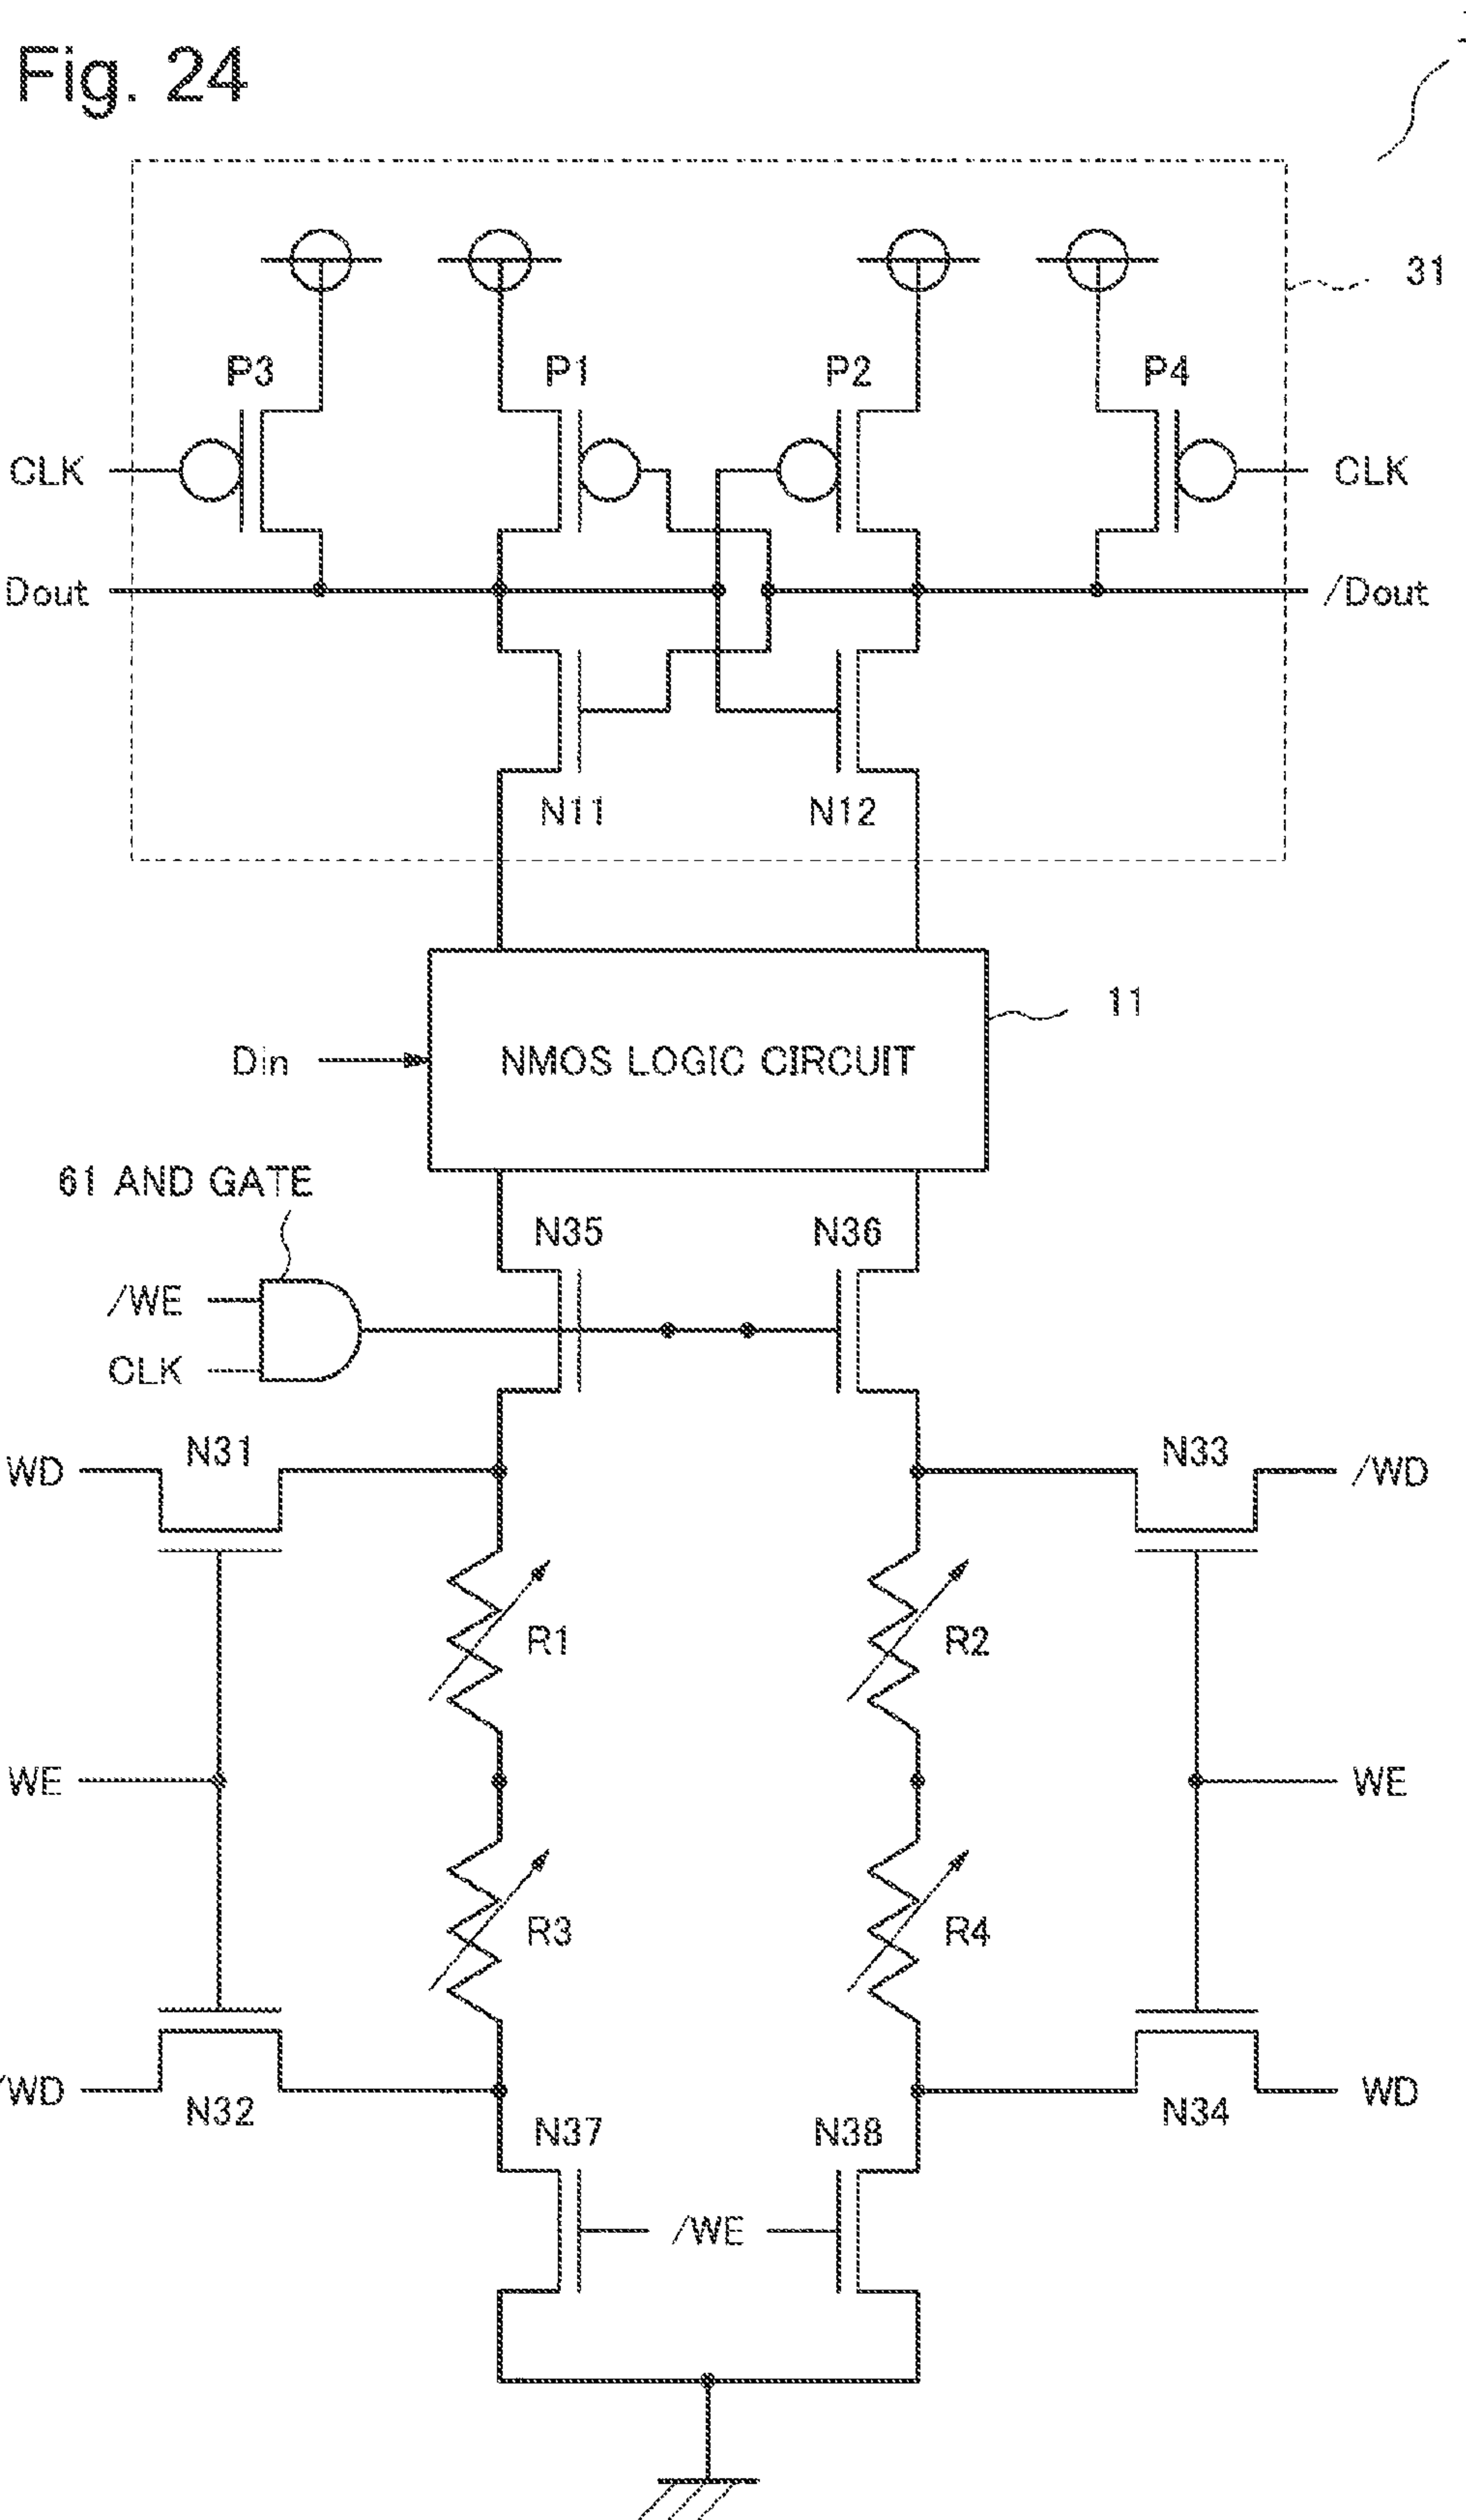 Fig. 24
31
P3 P1 P2 P4
CLK CLK
Dout /Dout
N11 N12
11
Din NMOS LOGIC CIRCUIT
61 AND GATE
N35 N36
/WE
CLK
N31 N33
WD /WD
R1 R2
WE WE
R3 R4
/WD WD
N32 N34
N37 N38
/WE